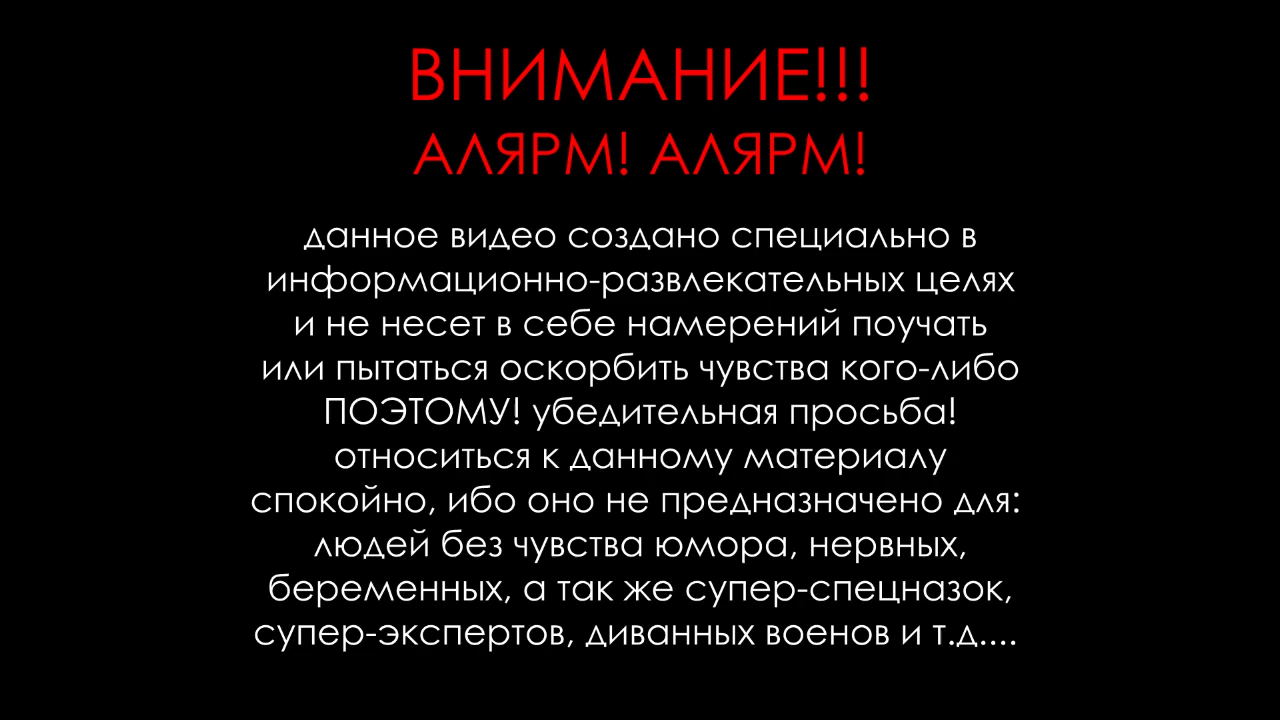 ВНИМАНИЕ!!!
АЛЯРМ! АЛЯРМ!
данное видео создано специально в
информационно-развлекательных целях
и не несет в себе намерений поучать
или пытаться оскорбить чувства кого-либо
ПОЭТОМУ! убедительная просьба!
относиться к данному материалу
спокойно, ибо оно не предназначено для:
людей без чувства юмора, нервных,
беременных, а так же супер-спецназок,
супер-экспертов, диванных военов и т.д....